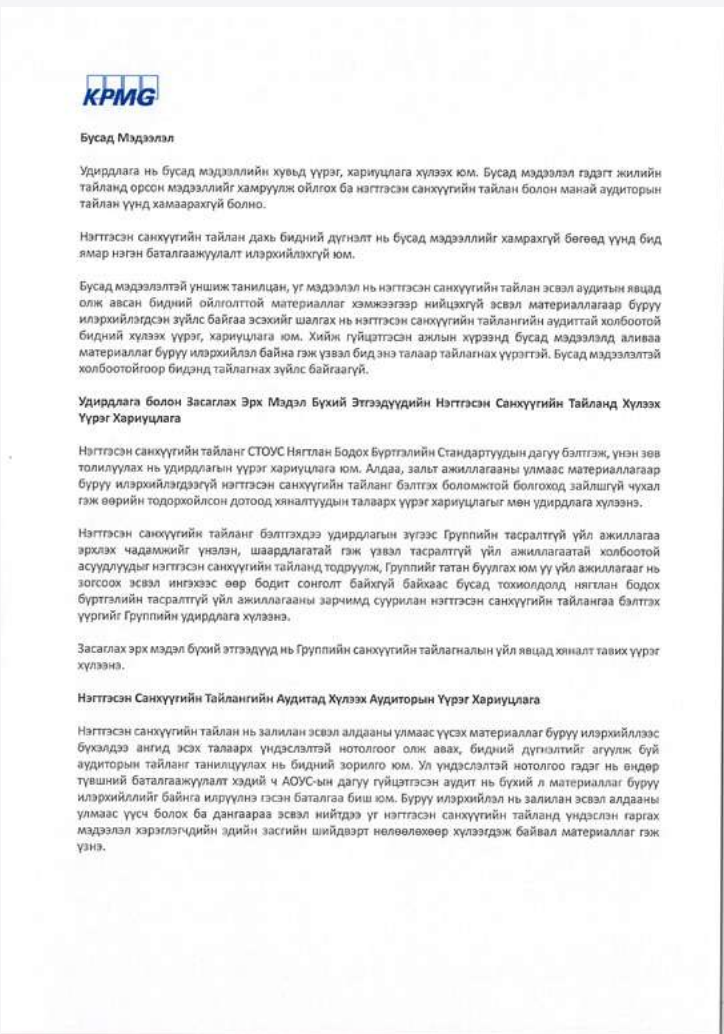 KPMG
Бусад Мэдээлэл
Удирдлага нь бусад мэдээллийн хувьд үүрэг, хариуцлага хүлээх юм. Бусад мэдээлэл гэдэгт жилийн
тайланд орсон мэдээллийг хамруулж ойлгох ба нэгтгэсэн санхүүгийн тайлан болон манай аудиторын
тайлан үүнд хамаарахгүй болно.
Нэгтгэсэн санхүүгийн тайлан дахь бидний дүгнэлт нь бусад мэдээллийг хамрахгүй бөгөөд үүнд бид
ямар нэгэн баталгаажуулалт илэрхийлэхгүй юм.
Бусад мэдээлэлтэй уншиж танилцан, уг мэдээлэл нь нэгтгэсэн санхүүгийн тайлан эсвэл аудитын явцад
олж авсан бидний ойлголттой материаллаг хэмжээгээр нийцэхгүй эсвэл материаллагаар буруу
илэрхийлэгдсэн зүйлс байгаа эсэхийг шалгах нь нэгтгэсэн санхүүгийн тайлангийн аудиттай холбоотой
бидний хүлээх үүрэг, хариуцлага юм. Хийж гүйцэтгэсэн ажлын хүрээнд бусад мэдээлэлд аливаа
материаллаг буруу илэрхийлэл байна гэж үзвэл бид энэ талаар тайлагнах үүрэгтэй. Бусад мэдээлэлтэй
холбоотойгоор бидэнд тайлагнах зүйлс байгаагүй.
Удирдлага болон Засаглах Эрх Мэдэл Бүхий Этгээдүүдийн Нэгтгэсэн Санхүүгийн Тайланд Хүлээх
Үүрэг Хариуцлага
Нэгтгэсэн санхүүгийн тайланг СТОУС Нягтлан Бодох Бүртгэлийн Стандартуудын дагуу бэлтгэж, үнэн зөв
толилуулах нь удирдлагын үүрэг хариуцлага юм. Алдаа, зальт ажиллагааны улмаас материаллагаар
буруу илэрхийлэгдээгүй нэгтгэсэн санхүүгийн тайланг бэлтгэх боломжтой болгоход зайлшгүй чухал
гэж өөрийн тодорхойлсон дотоод хяналтуудын талаарх үүрэг хариуцлагыг мөн удирдлага хүлээнэ.
Нэгтгэсэн санхүүгийн тайланг бэлтгэхдээ удирдлагын зүгээс Группийн тасралтгүй үйл ажиллагаа
эрхлэх чадамжийг үнэлэн, шаардлагатай гэж үзвэл тасралтгүй үйл ажиллагаатай холбоотой
асуудлуудыг нэгтгэсэн санхүүгийн тайланд тодруулж, Группийг татан буулгах юм уу үйл ажиллагааг нь
зогсоох эсвэл ингэхээс өөр бодит сонголт байхгүй байхаас бусад тохиолдолд нягтлан бодох
бүртгэлийн тасралтгүй үйл ажиллагааны зарчимд суурилан нэгтгэсэн санхүүгийн тайлангаа бэлтгэх
үүргийг Группийн удирдлага хүлээнэ.
Засаглах эрх мэдэл бүхий этгээдүүд нь Группийн санхүүгийн тайлагналын үйл явцад хяналт тавих үүрэг
хүлээнэ.
Нэгтгэсэн Санхүүгийн Тайлангийн Аудитад Хүлээх Аудиторын Үүрэг Хариуцлага
Нэгтгэсэн санхүүгийн тайлан нь залилан эсвэл алдааны улмаас үүсэх материаллаг буруу илэрхийллээс
бүхэлдээ ангид эсэх талаарх үндэслэлтэй нотолгоог олж авах, бидний дүгнэлтийг агуулж буй
аудиторын тайланг танилцуулах нь бидний зорилго юм. Ул үндэслэлтэй нотолгоо гэдэг нь өндөр
түвшний баталгаажуулалт хэдий ч АОУС-ын дагуу гүйцэтгэсэн аудит нь бүхий л материаллаг буруу
илэрхийллийг байнга илрүүлнэ гэсэн баталгаа биш юм. Буруу илэрхийлэл нь залилан эсвэл алдааны
улмаас үүсч болох ба дангаараа эсвэл нийтдээ уг нэгтгэсэн санхүүгийн тайланд үндэслэн гаргах
мэдээлэл хэрэглэгчдийн эдийн засгийн шийдвэрт нөлөөлөхөөр хүлээгдэж байвал материаллаг гэж
үзнэ.